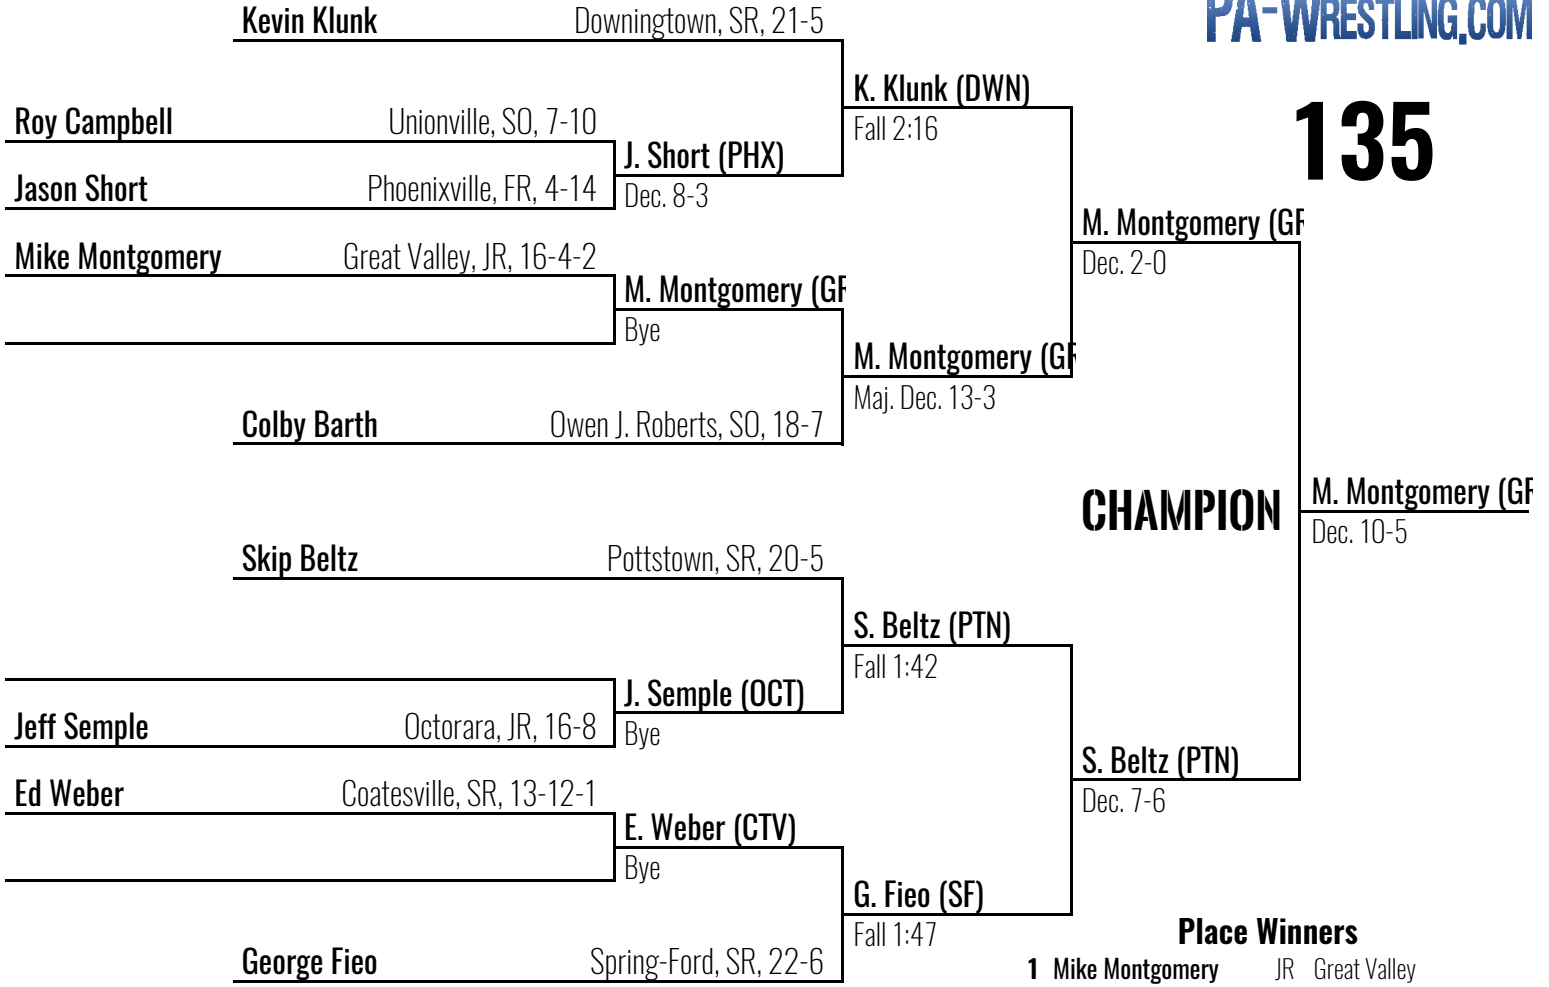 Kevin Klunk Downingtown, SR, 21-5
PA-WRESTLING.COM
K. Klunk (DWN)
Fall 2:16
135
Roy Campbell Unionville, SO, 7-10
J. Short (PHX)
Dec. 8-3
Jason Short Phoenixville, FR, 4-14
M. Montgomery (GR
Dec. 2-0
Mike Montgomery Great Valley, JR, 16-4-2
M. Montgomery (GR
Bye
M. Montgomery (GR
Maj. Dec. 13-3
Colby Barth Owen J. Roberts, SO, 18-7
CHAMPION
M. Montgomery (GR
Dec. 10-5
Skip Beltz Pottstown, SR, 20-5
S. Beltz (PTN)
Fall 1:42
J. Semple (OCT)
Bye
Jeff Semple Octorara, JR, 16-8
S. Beltz (PTN)
Dec. 7-6
Ed Weber Coatesville, SR, 13-12-1
E. Weber (CTV)
Bye
G. Fieo (SF)
Fall 1:47
George Fieo Spring-Ford, SR, 22-6
Place Winners
1 Mike Montgomery JR Great Valley